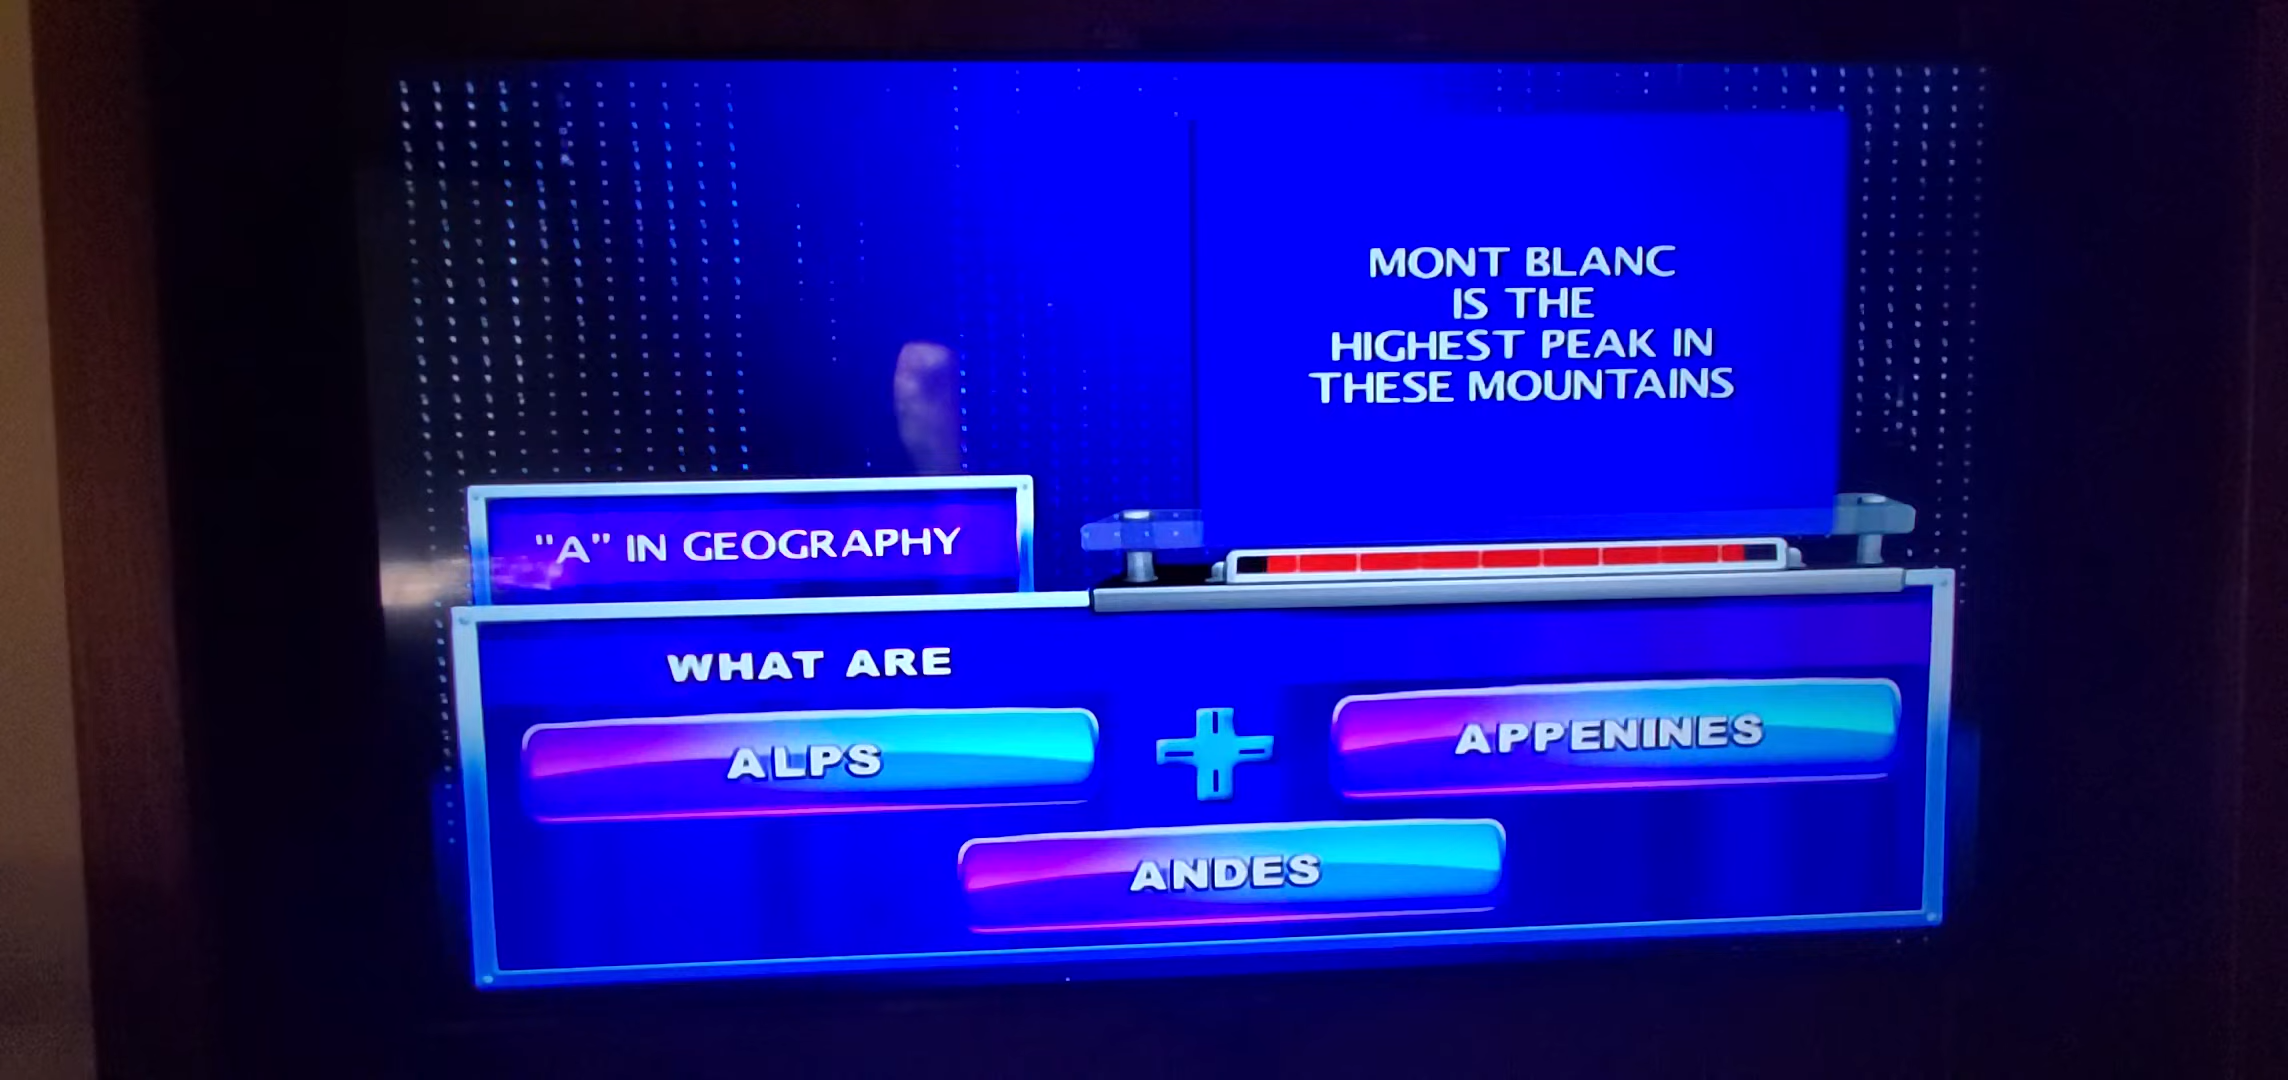 MONT BLANC
IS THE
HIGHEST PEAK IN
THESE MOUNTAINS
"A" IN GEOGRAPHY
WHAT ARE
ALPS
APPENINES
ANDES